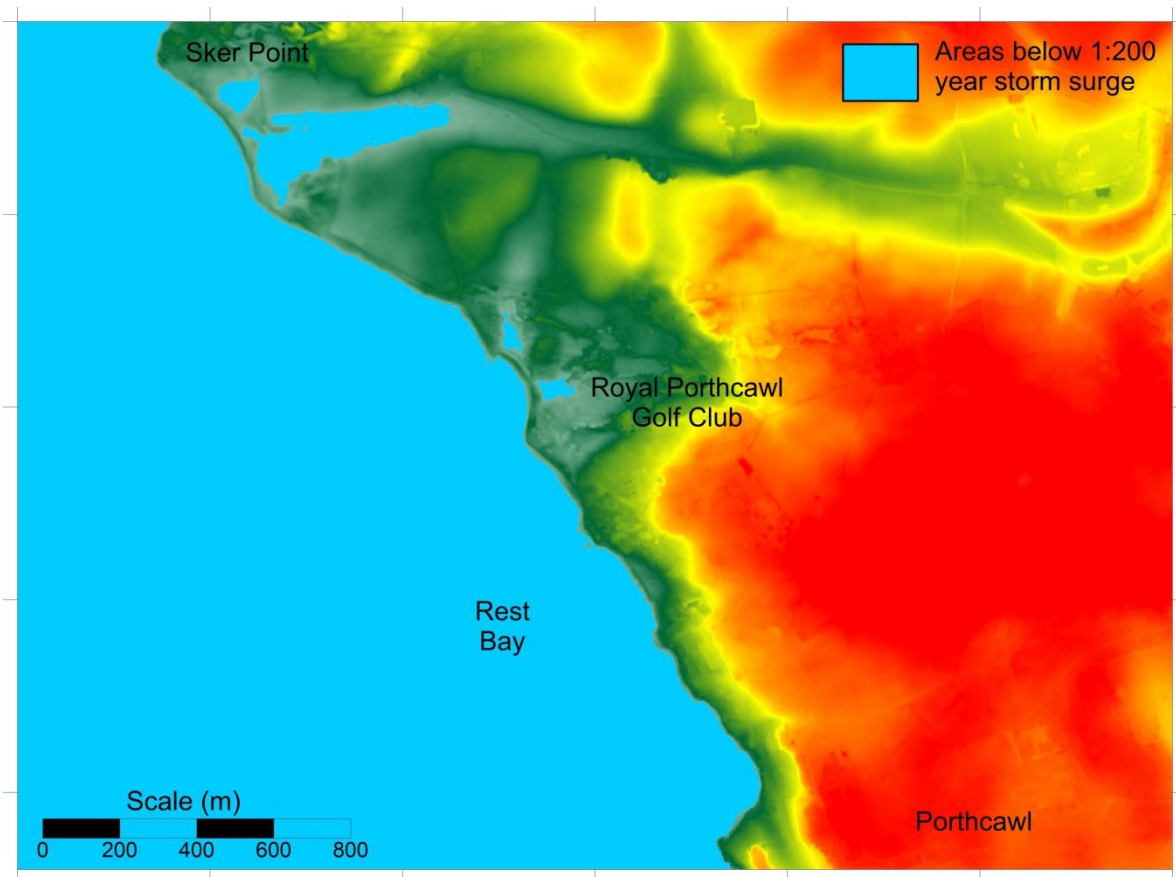 Sker Point
Areas below 1:200
year storm surge
Royal Porthcawl
Golf Club
Rest
Bay
Scale (m)
0 200 400 600 800
Porthcawl